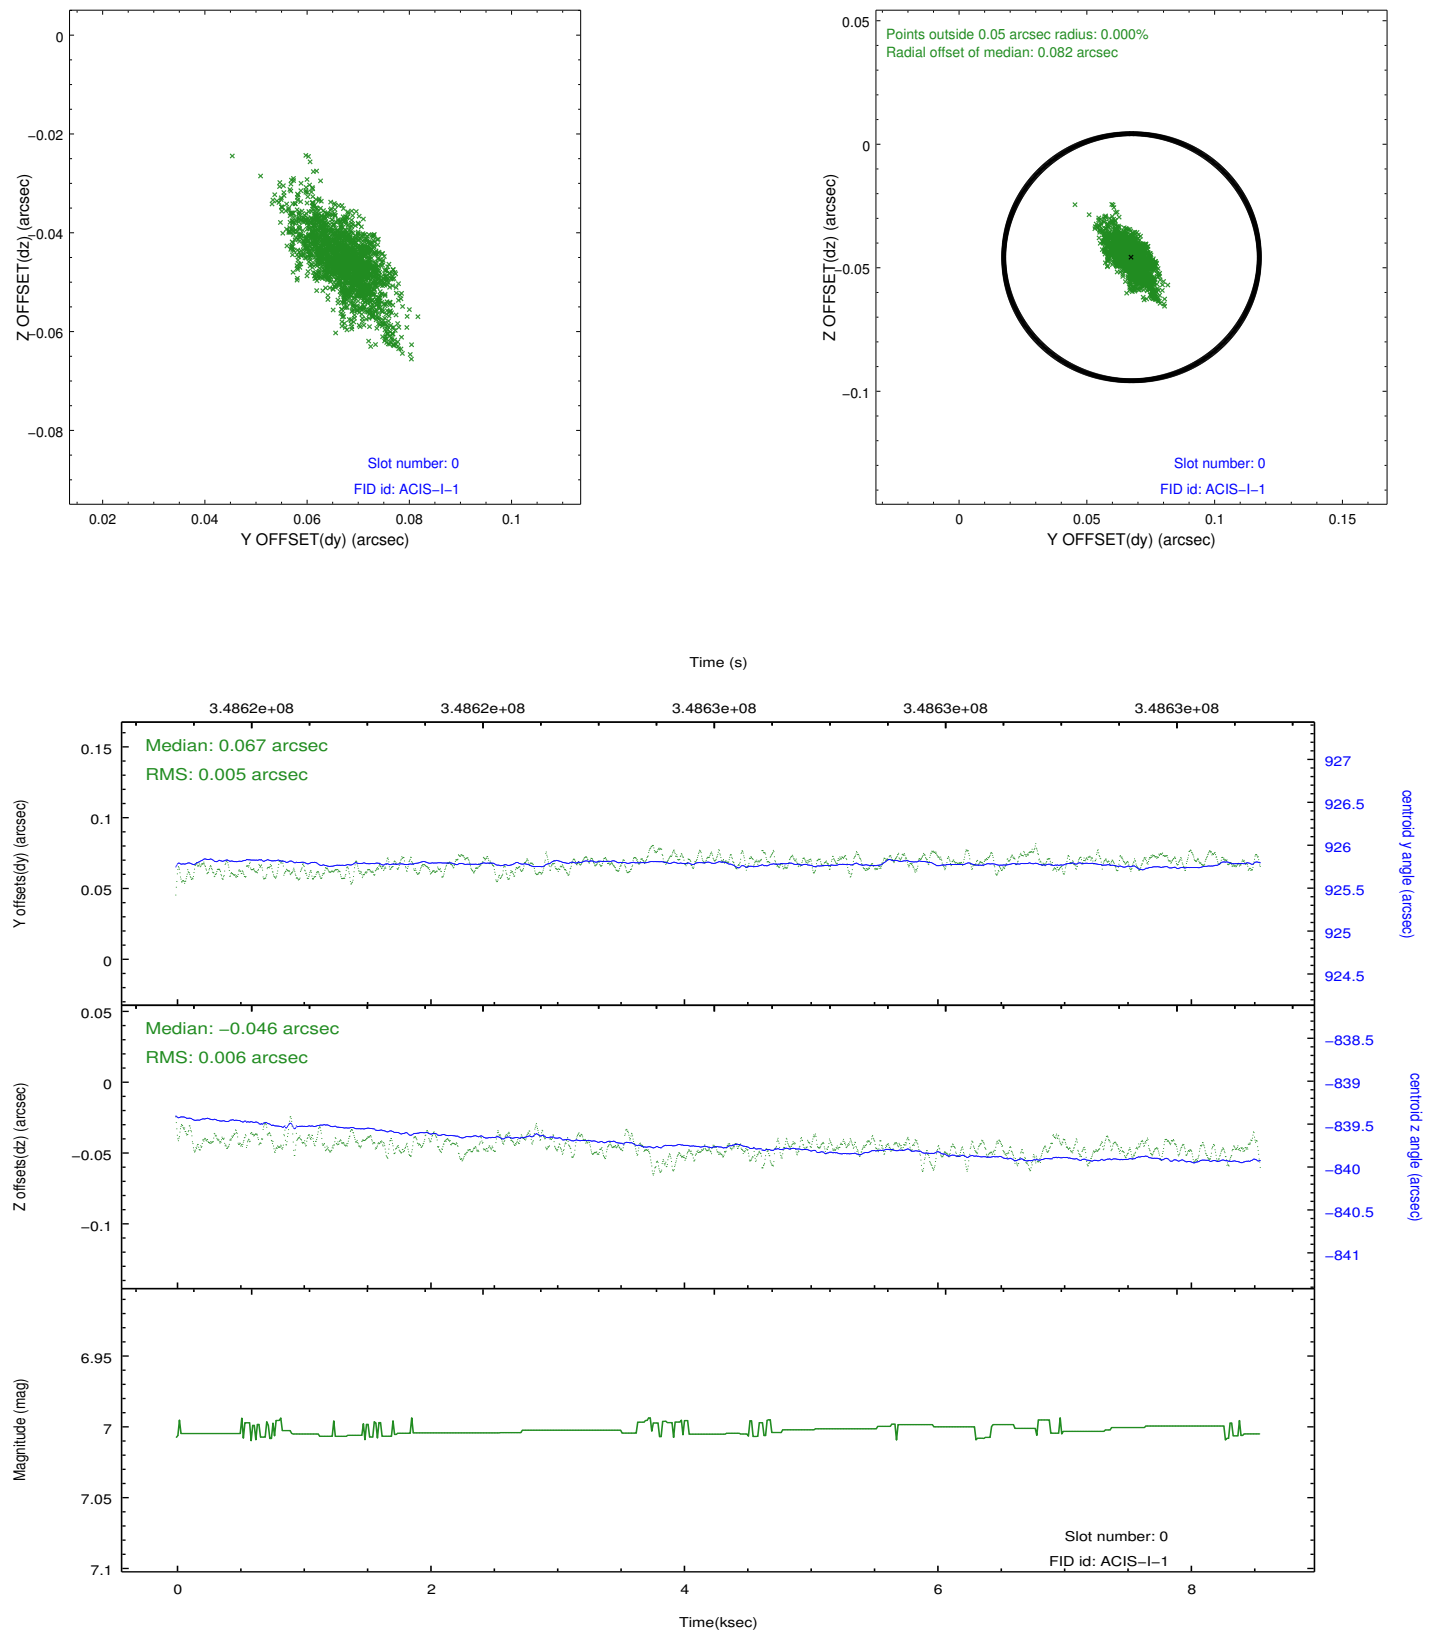 0
−0.02
−0.04
−0.06
−0.08
Z OFFSET(dz) (arcsec)
Slot number: 0
FID id: ACIS−I−1
0.02 0.04 0.06 0.08 0.1
Y OFFSET(dy) (arcsec)
0.05
0
−0.05
−0.1
Z OFFSET(dz) (arcsec)
Points outside 0.05 arcsec radius: 0.000%
Radial offset of median: 0.082 arcsec
Slot number: 0
FID id: ACIS−I−1
0 0.05 0.1 0.15
Y OFFSET(dy) (arcsec)
Time (s)
3.4862e+08 3.4862e+08 3.4863e+08 3.4863e+08 3.4863e+08
Median: 0.067 arcsec
RMS: 0.005 arcsec
0.15
0.1
0.05
0
Y offsets(dy) (arcsec)
927
926.5
926
925.5
925
924.5
centroid y angle (arcsec)
Median: −0.046 arcsec
RMS: 0.006 arcsec
0.05
0
−0.05
−0.1
Z offsets(dz) (arcsec)
−838.5
−839
−839.5
−840
−840.5
−841
centroid z angle (arcsec)
6.95
7
7.05
7.1
Magnitude (mag)
Slot number: 0
FID id: ACIS−I−1
0 2 4 6 8
Time(ksec)